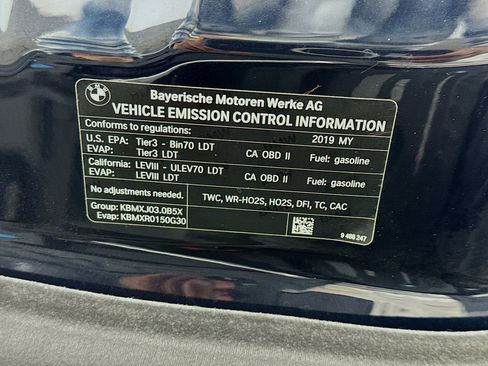 Bayerische Motoren Werke AG
VEHICLE EMISSION CONTROL INFORMATION
Conforms to regulations: 2019 MY
U.S. EPA: Tier3 - Bin70 LDT CA OBD II Fuel: gasoline
EVAP: Tier3 LDT
California: LEVIII - ULEV70 LDT CA OBD II Fuel: gasoline
EVAP: LEVIII LDT
No adjustments needed. TWC, WR-HO2S, HO2S, DFI, TC, CAC
Group: KBMXJ03.0B5X
Evap: KBMXR0150G30
9 488 247